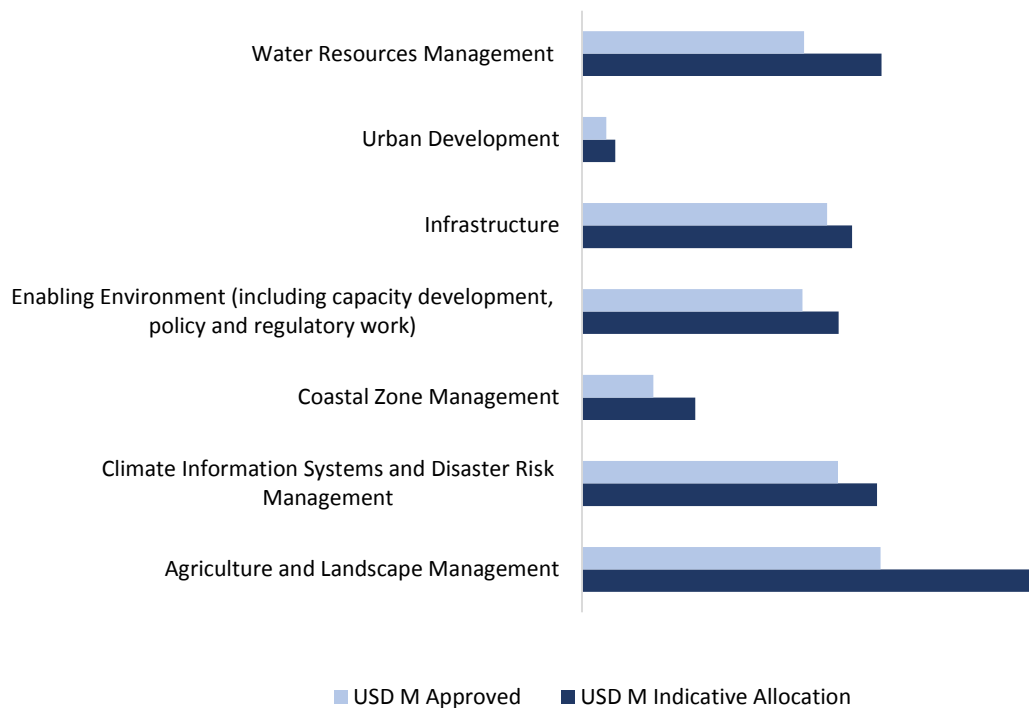 Water Resources Management
Urban Development
Infrastructure
Enabling Environment (including capacity development,
policy and regulatory work)
Coastal Zone Management
Climate Information Systems and Disaster Risk
Management
Agriculture and Landscape Management
USD M Approved
USD M Indicative Allocation